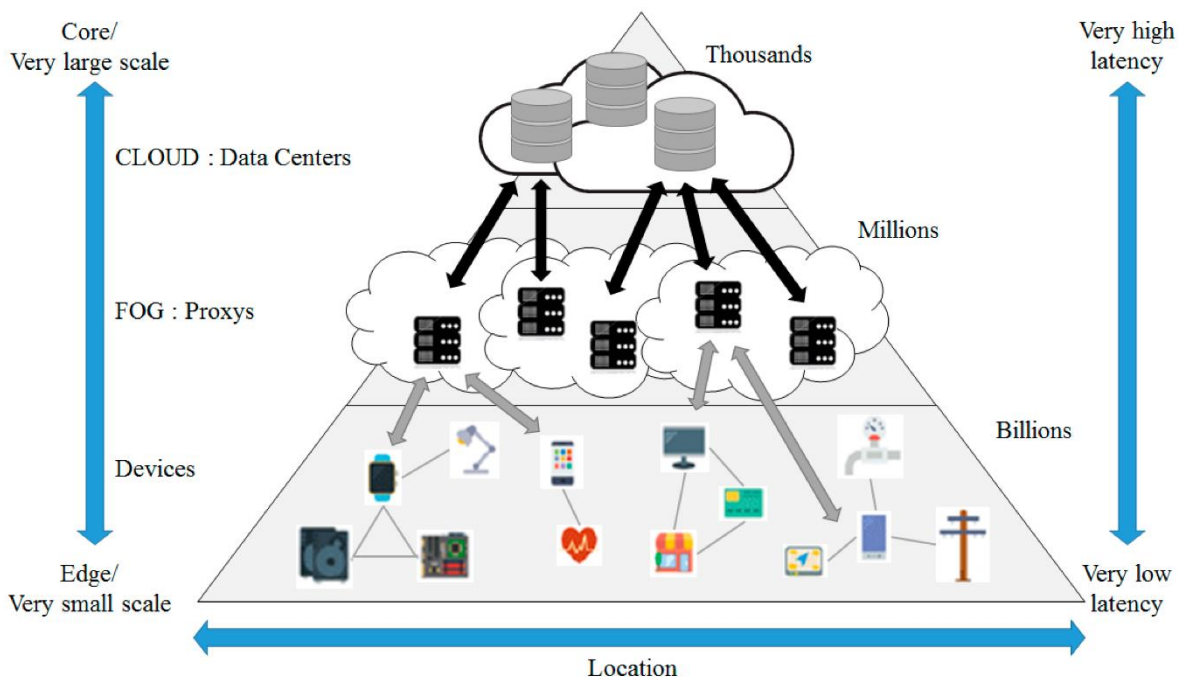 Core/
Very large scale
Thousands
Very high
latency
CLOUD : Data Centers
Millions
FOG : Proxys
Billions
Devices
Edge/
Very small scale
Very low
latency
Location